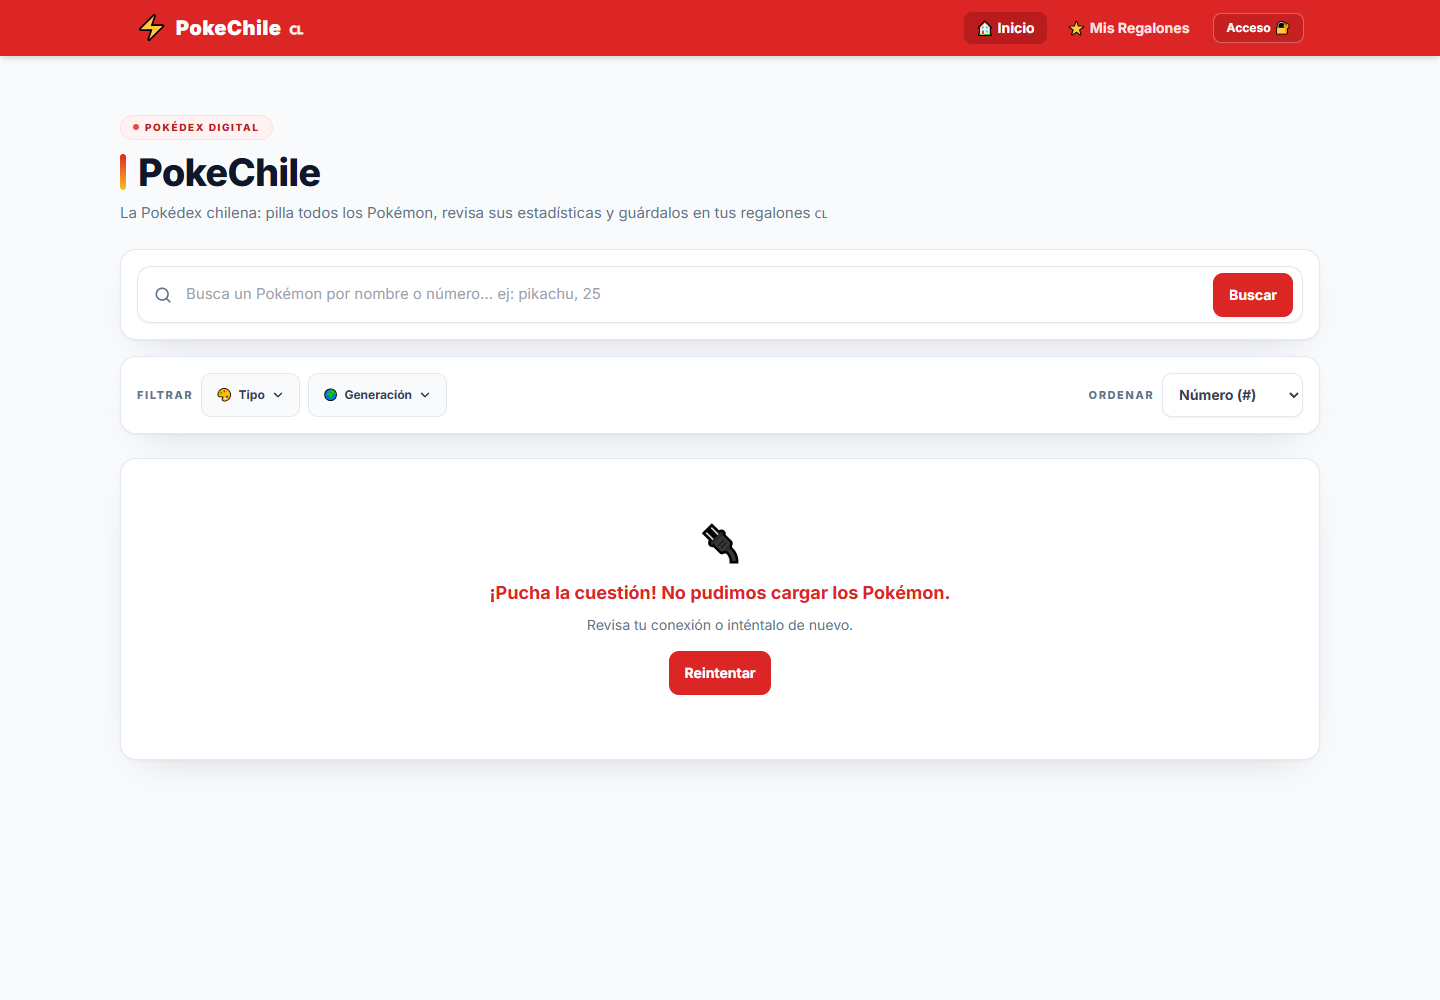 PokeChile CL
Inicio
Mis Regalones
Acceso
POKÉDEX DIGITAL
PokeChile
La Pokédex chilena: pilla todos los Pokémon, revisa sus estadísticas y guárdalos en tus regalones CL
Busca un Pokémon por nombre o número... ej: pikachu, 25
Buscar
FILTRAR
Tipo
Generación
ORDENAR
Número (#)
¡Pucha la cuestión! No pudimos cargar los Pokémon.
Revisa tu conexión o inténtalo de nuevo.
Reintentar